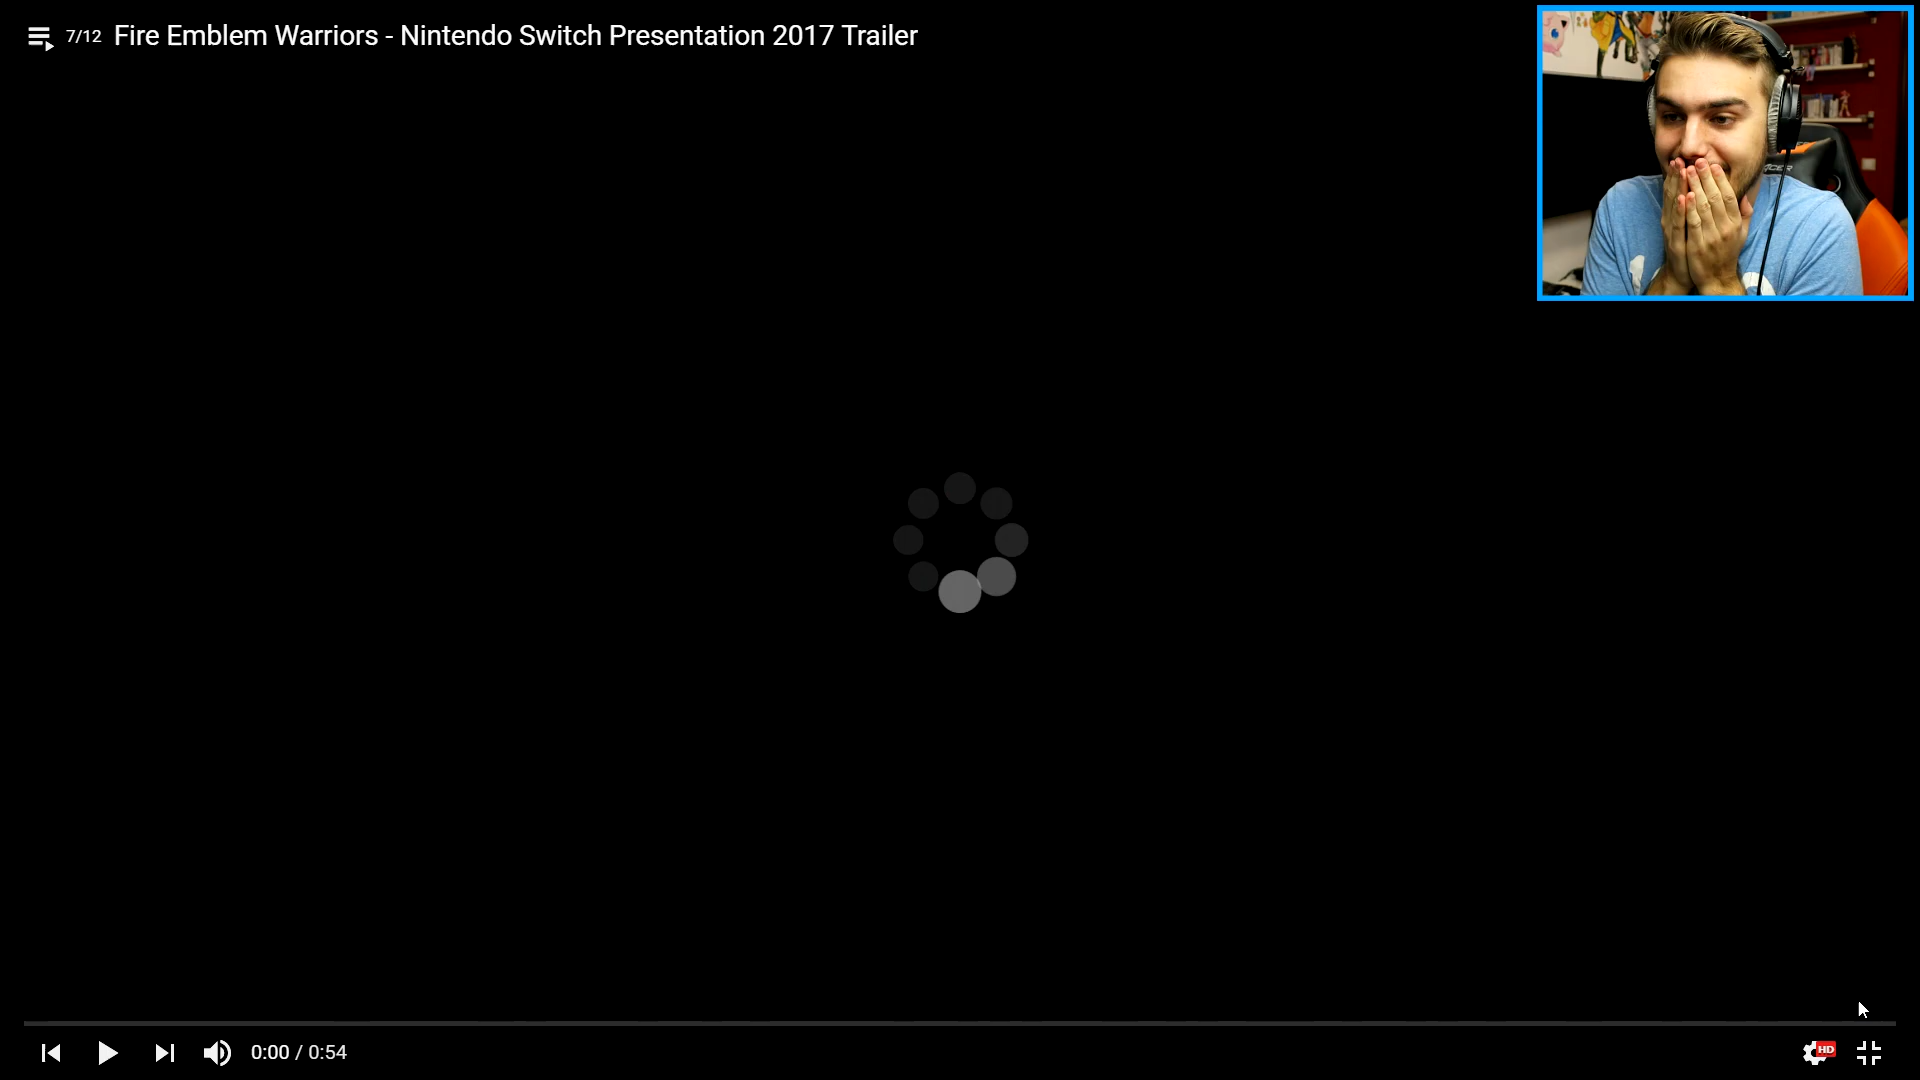 7/12 Fire Emblem Warriors - Nintendo Switch Presentation 2017 Trailer
0:00 / 0:54
HD